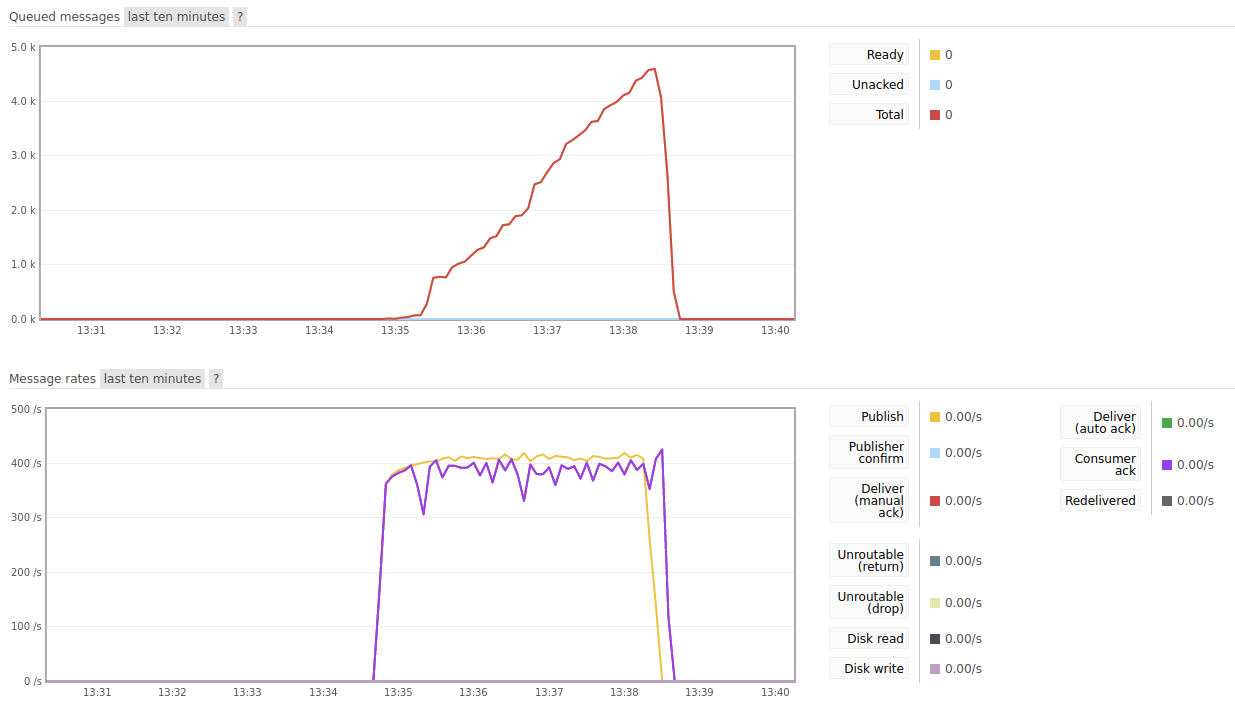 Queued messages last ten minutes ?
5.0 k
4.0 k
3.0 k
2.0 k
1.0 k
0.0 k
13:31 13:32 13:33 13:34 13:35 13:36 13:37 13:38 13:39 13:40
Ready 0
Unacked 0
Total 0
Message rates last ten minutes ?
500 /s
400 /s
300 /s
200 /s
100 /s
0 /s
13:31 13:32 13:33 13:34 13:35 13:36 13:37 13:38 13:39 13:40
Publish 0.00/s
Publisher
confirm 0.00/s
Deliver
(manual 0.00/s
ack)
Unroutable
(return) 0.00/s
Unroutable
(drop) 0.00/s
Disk read 0.00/s
Disk write 0.00/s
Deliver
(auto ack) 0.00/s
Consumer
ack 0.00/s
Redelivered 0.00/s